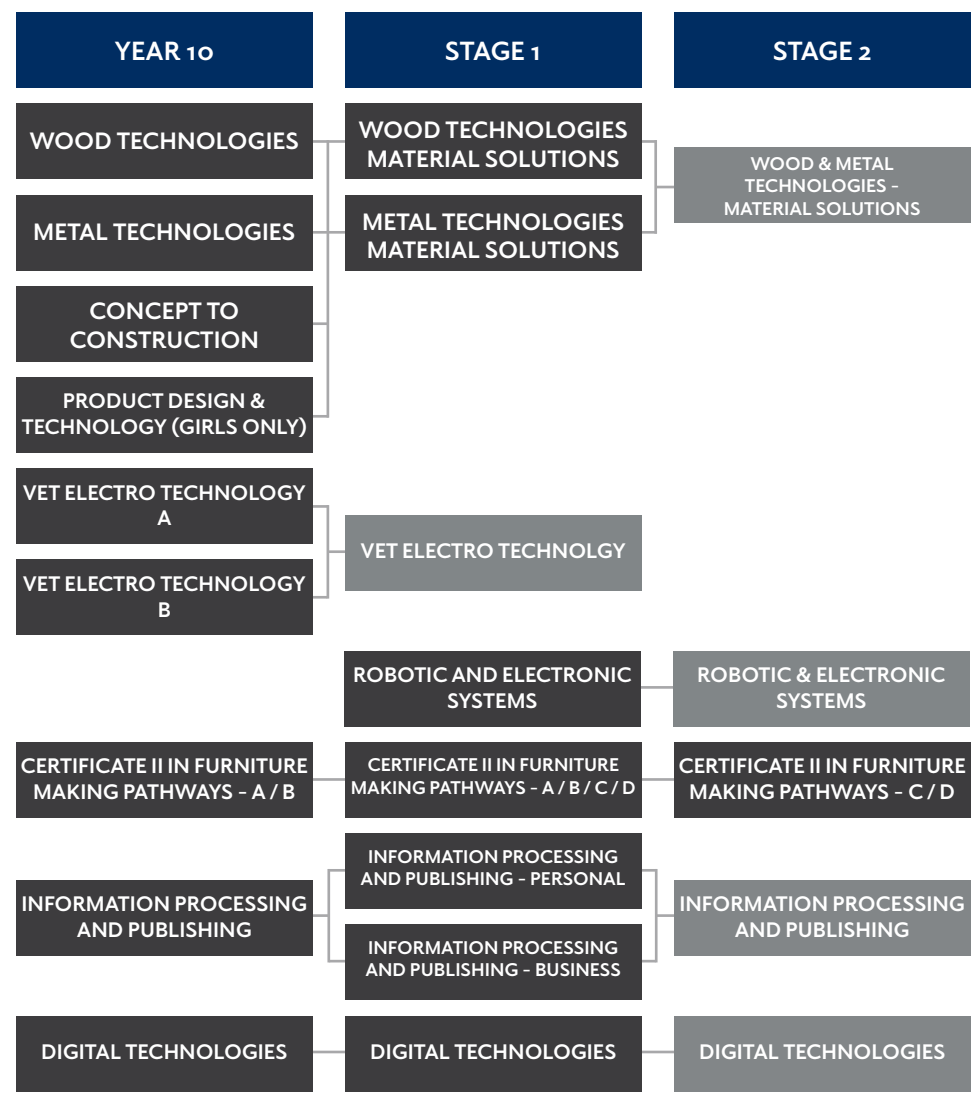 YEAR 10
STAGE 1
STAGE 2
WOOD TECHNOLOGIES
WOOD TECHNOLOGIES
MATERIAL SOLUTIONS
WOOD & METAL
TECHNOLOGIES -
MATERIAL SOLUTIONS
METAL TECHNOLOGIES
METAL TECHNOLOGIES
MATERIAL SOLUTIONS
CONCEPT TO
CONSTRUCTION
PRODUCT DESIGN &
TECHNOLOGY (GIRLS ONLY)
VET ELECTRO TECHNOLOGY
A
VET ELECTRO TECHNOLGY
VET ELECTRO TECHNOLOGY
B
ROBOTIC AND ELECTRONIC
SYSTEMS
ROBOTIC & ELECTRONIC
SYSTEMS
CERTIFICATE II IN FURNITURE
MAKING PATHWAYS - A / B
CERTIFICATE II IN FURNITURE
MAKING PATHWAYS - A / B / C / D
CERTIFICATE II IN FURNITURE
MAKING PATHWAYS - C / D
INFORMATION PROCESSING
AND PUBLISHING
INFORMATION PROCESSING
AND PUBLISHING - PERSONAL
INFORMATION PROCESSING
AND PUBLISHING - BUSINESS
INFORMATION PROCESSING
AND PUBLISHING
DIGITAL TECHNOLOGIES
DIGITAL TECHNOLOGIES
DIGITAL TECHNOLOGIES